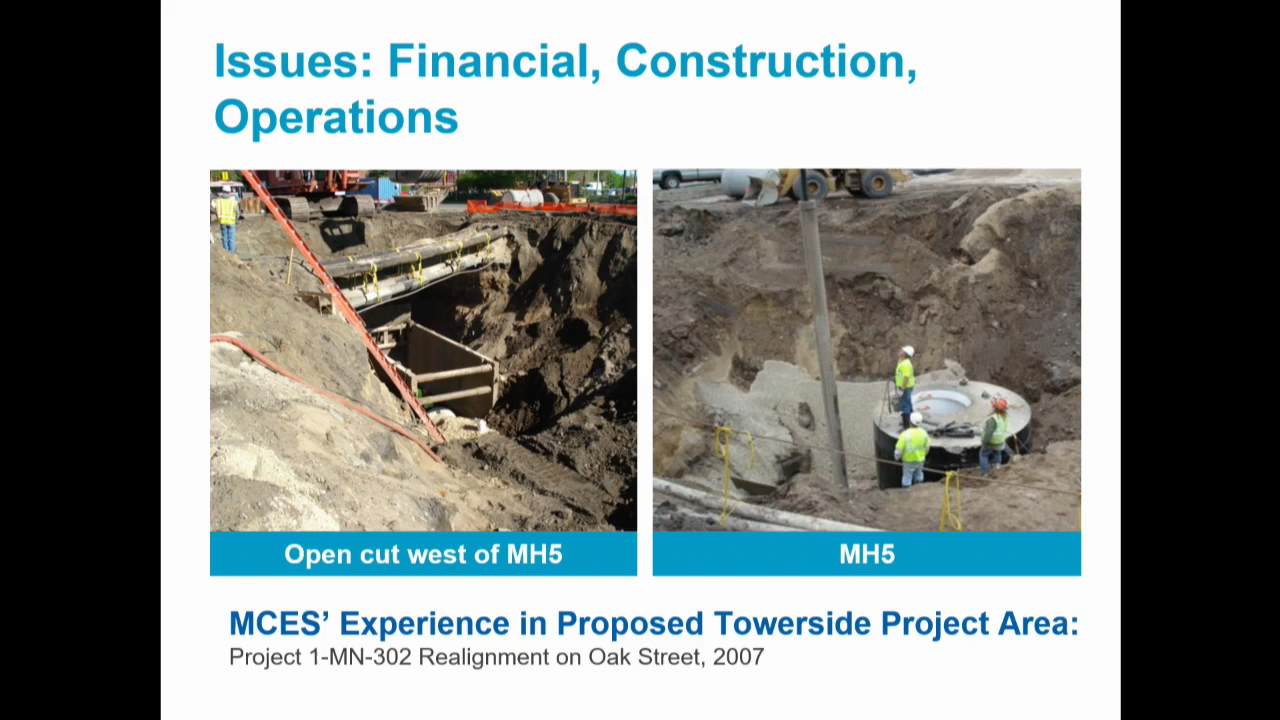 Issues: Financial, Construction,
Operations
Open cut west of MH5
MH5
MCES’ Experience in Proposed Towerside Project Area:
Project 1-MN-302 Realignment on Oak Street, 2007